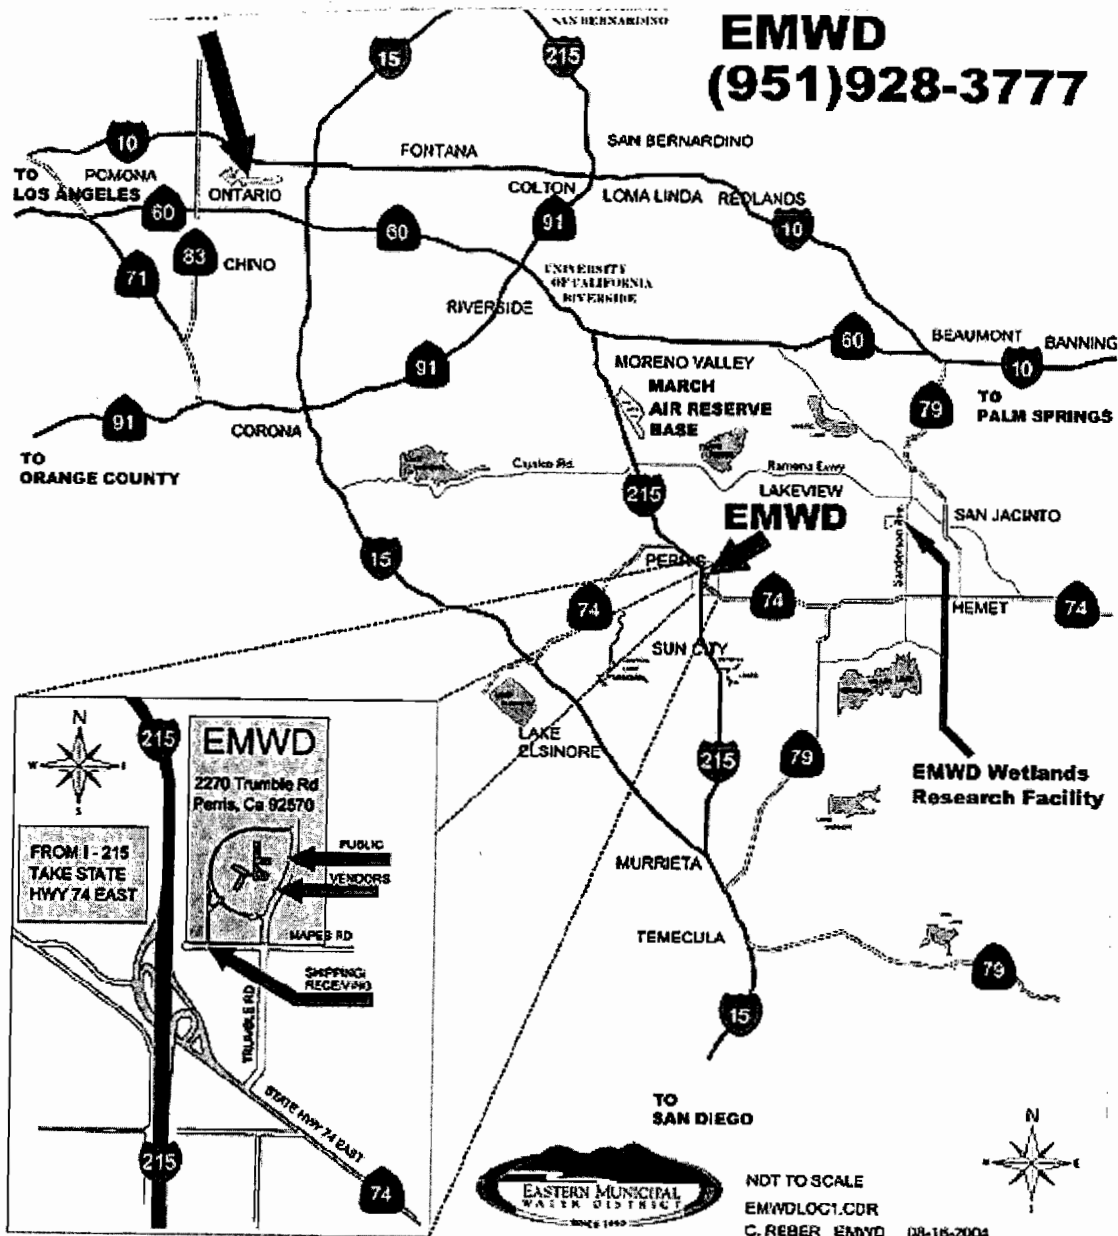 SAN BERNARDINO
EMWD
(951)928-3777
15
215
10
FONTANA
SAN BERNARDINO
TO
LOS ANGELES
POMONA
ONTARIO
COLTON
LOMA LINDA
REDLANDS
60
83
CHINO
71
60
91
10
UNIVERSITY
OF CALIFORNIA
RIVERSIDE
RIVERSIDE
91
60
BEAUMONT
BANNING
10
MORENO VALLEY
MARCH
AIR RESERVE
BASE
79
TO
PALM SPRINGS
91
CORONA
TO
ORANGE COUNTY
Cajalco Rd.
Ramona Expwy
LAKEVIEW
215
EMWD
SAN JACINTO
Sanderson Ave
15
PERRIS
74
74
HEMET
74
SUN CITY
LAKE
ELSINORE
215
79
EMWD Wetlands
Research Facility
MURRIETA
TEMECULA
79
15
TO
SAN DIEGO
N
W
E
S
215
EMWD
2270 Trumble Rd
Perris, Ca 92570
FROM I - 215
TAKE STATE
HWY 74 EAST
PUBLIC
VENDORS
MAPES RD
SHIPPING/
RECEIVING
TRUMBLE RD
STATE HWY 74 EAST
215
74
EASTERN MUNICIPAL
WATER DISTRICT
SINCE 1950
N
E
NOT TO SCALE
EMWDLOC1.CDR
C. REBER EMWD 08-16-2004